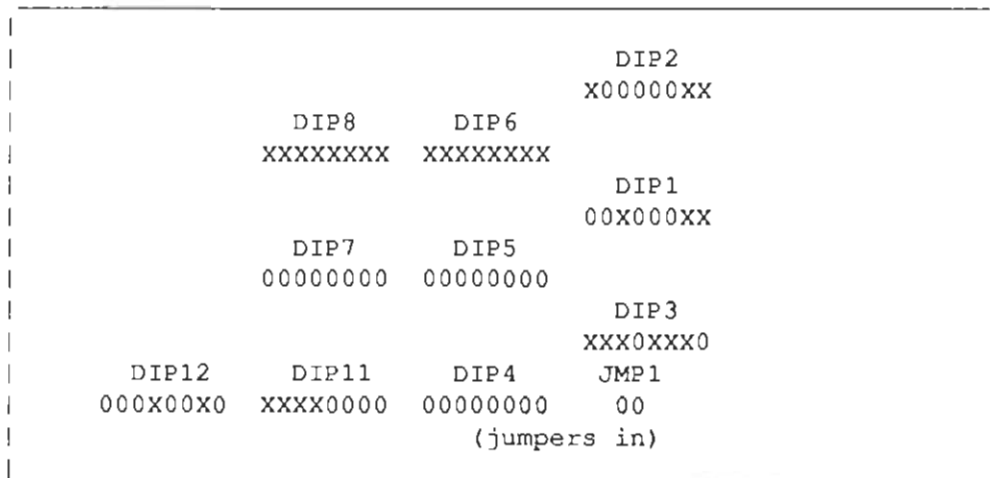 DIP2
X00000XX
DIP8 DIP6
XXXXXXXX XXXXXXXX
DIP1
00X000XX
DIP7 DIP5
00000000 00000000
DIP3
XXX0XXX0
DIP12 DIP11 DIP4 JMP1
000X00X0 XXXX0000 00000000 00
(jumpers in)